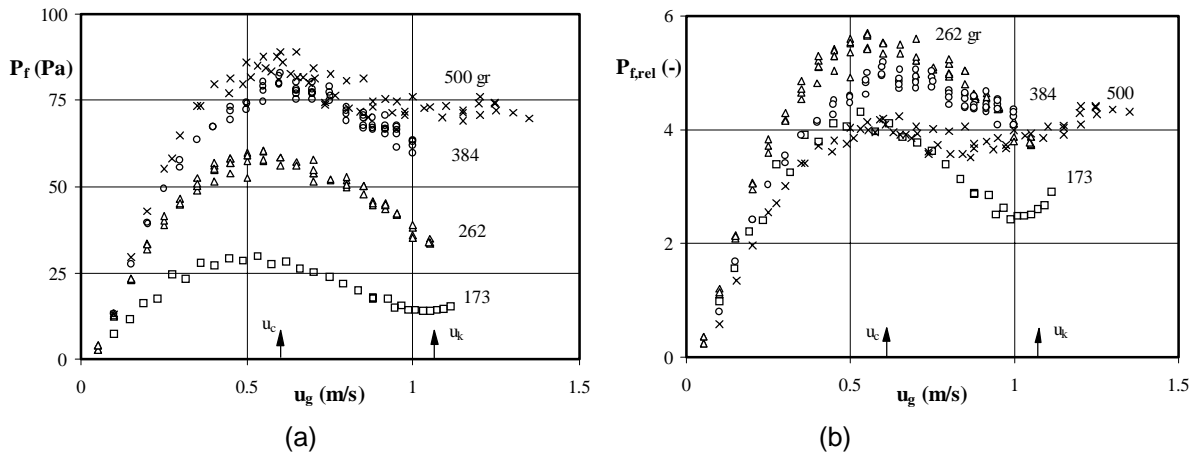 100
75
50
25
0
P_f (Pa)
500 gr
384
262
173
u_c
u_k
0
0.5
1
1.5
u_g (m/s)
(a)
6
4
2
0
P_f,rel (-)
262 gr
384
500
173
u_c
u_k
0
0.5
1
1.5
u_g (m/s)
(b)